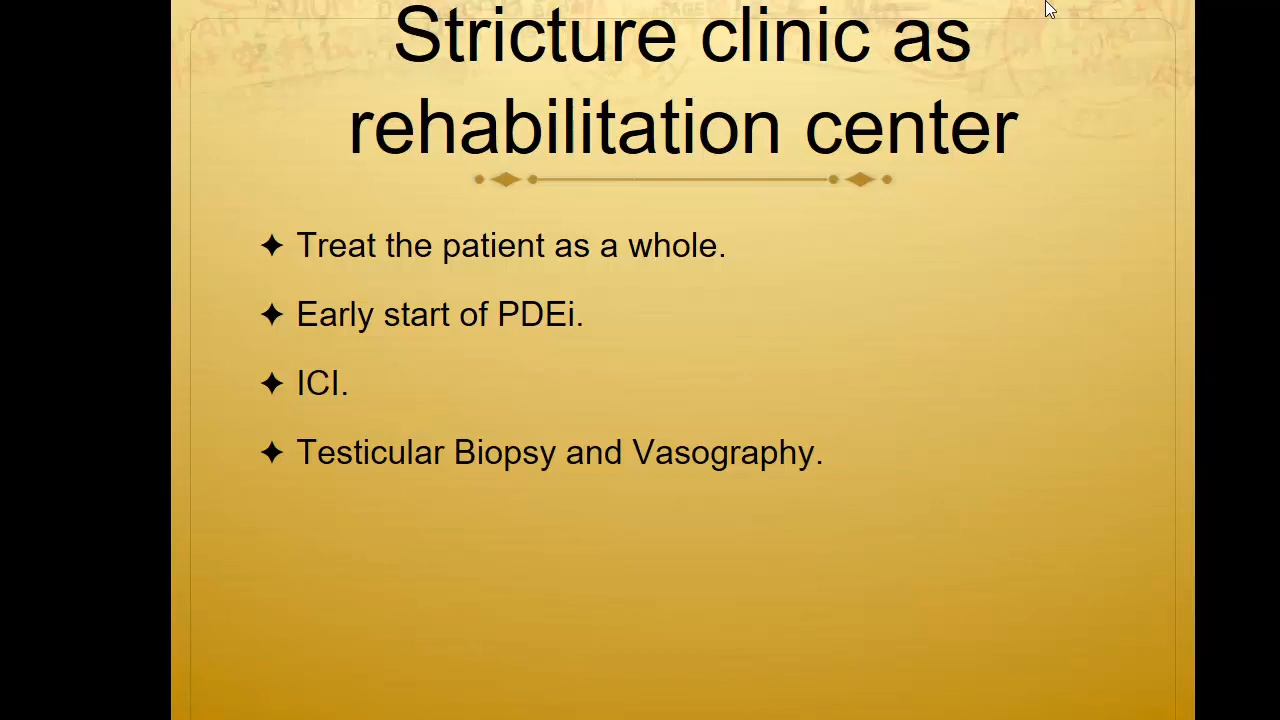 Stricture clinic as
rehabilitation center
Treat the patient as a whole.
Early start of PDEi.
ICI.
Testicular Biopsy and Vasography.